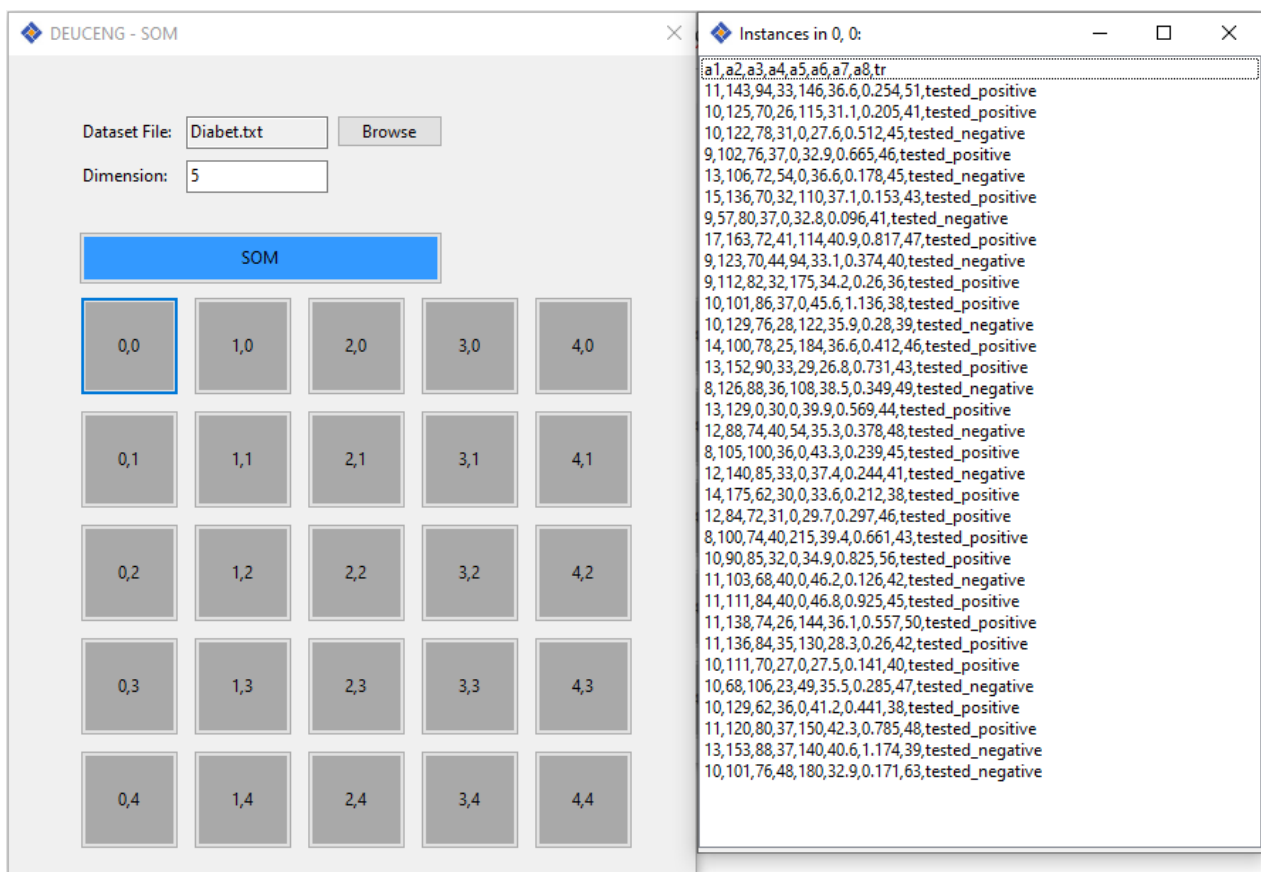 DEUCENG - SOM
Dataset File: Diabet.txt Browse
Dimension: 5
SOM
0,0 1,0 2,0 3,0 4,0
0,1 1,1 2,1 3,1 4,1
0,2 1,2 2,2 3,2 4,2
0,3 1,3 2,3 3,3 4,3
0,4 1,4 2,4 3,4 4,4
Instances in 0, 0:
a1,a2,a3,a4,a5,a6,a7,a8,tr
11,143,94,33,146,36.6,0.254,51,tested_positive
10,125,70,26,115,31.1,0.205,41,tested_positive
10,122,78,31,0,27.6,0.512,45,tested_negative
9,102,76,37,0,32.9,0.665,46,tested_positive
13,106,72,54,0,36.6,0.178,45,tested_negative
15,136,70,32,110,37.1,0.153,43,tested_positive
9,57,80,37,0,32.8,0.096,41,tested_negative
17,163,72,41,114,40.9,0.817,47,tested_positive
9,123,70,44,94,33.1,0.374,40,tested_negative
9,112,82,32,175,34.2,0.26,36,tested_positive
10,101,86,37,0,45.6,1.136,38,tested_positive
10,129,76,28,122,35.9,0.28,39,tested_negative
14,100,78,25,184,36.6,0.412,46,tested_positive
13,152,90,33,29,26.8,0.731,43,tested_positive
8,126,88,36,108,38.5,0.349,49,tested_negative
13,129,0,30,0,39.9,0.569,44,tested_positive
12,88,74,40,54,35.3,0.378,48,tested_negative
8,105,100,36,0,43.3,0.239,45,tested_positive
12,140,85,33,0,37.4,0.244,41,tested_negative
14,175,62,30,0,33.6,0.212,38,tested_positive
12,84,72,31,0,29.7,0.297,46,tested_positive
8,100,74,40,215,39.4,0.661,43,tested_positive
10,90,85,32,0,34.9,0.825,56,tested_positive
11,103,68,40,0,46.2,0.126,42,tested_negative
11,111,84,40,0,46.8,0.925,45,tested_positive
11,138,74,26,144,36.1,0.557,50,tested_positive
11,136,84,35,130,28.3,0.26,42,tested_positive
10,111,70,27,0,27.5,0.141,40,tested_positive
10,68,106,23,49,35.5,0.285,47,tested_negative
10,129,62,36,0,41.2,0.441,38,tested_positive
11,120,80,37,150,42.3,0.785,48,tested_positive
13,153,88,37,140,40.6,1.174,39,tested_negative
10,101,76,48,180,32.9,0.171,63,tested_negative